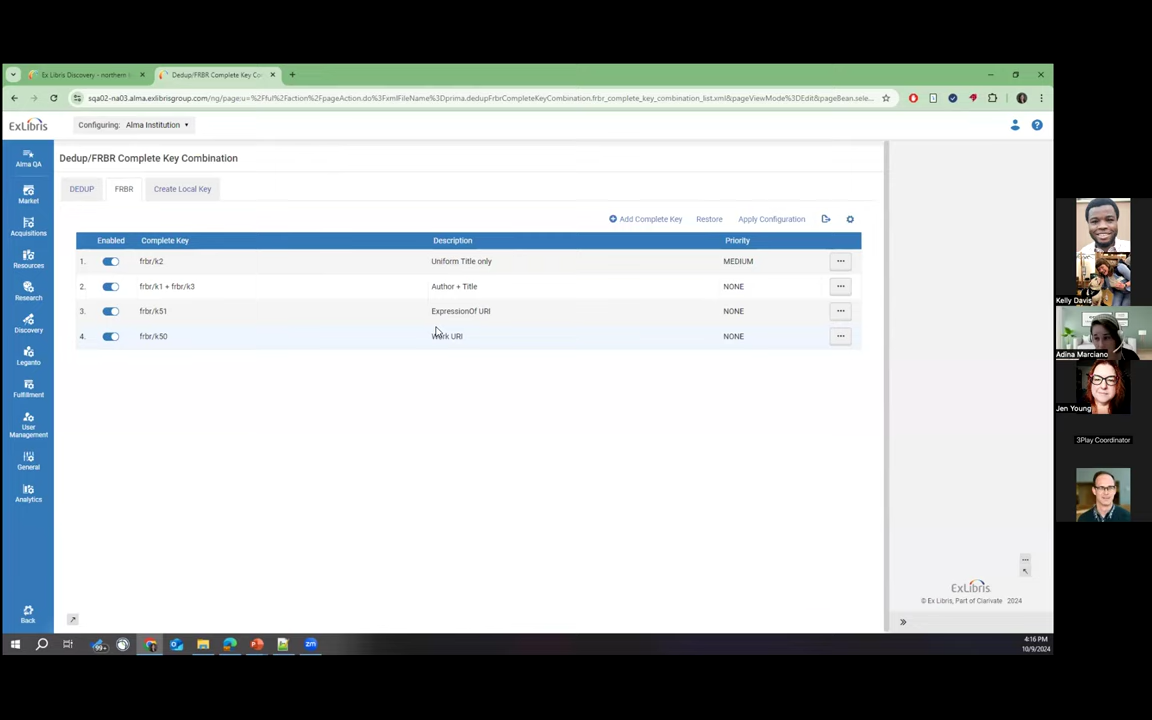 Ex Libris Discovery - northern l
Dedup/FRBR Complete Key Co
sqa02-na03.alma.exlibrisgroup.com/ng/page;u=%2Ful%2Faction%2FpageAction.do%3FxmlFileName%3Dprima.dedupFrbrCompleteKeyCombination.frbr_complete_key_combination_list.xml&pageViewMode%3DEdit&pageBean.sele...
ExLibris
Configuring: Alma Institution
Alma QA
Market
Acquisitions
Resources
Research
Discovery
Leganto
Fulfillment
User Management
General
Analytics
Back
Dedup/FRBR Complete Key Combination
DEDUP FRBR Create Local Key
Add Complete Key Restore Apply Configuration
Enabled Complete Key Description Priority
1. frbr/k2 Uniform Title only MEDIUM
2. frbr/k1 + frbr/k3 Author + Title NONE
3. frbr/k51 ExpressionOf URI NONE
4. frbr/k50 Work URI NONE
ExLibris
© Ex Libris, Part of Clarivate 2024
99+
zm
4:16 PM
10/9/2024
Kelly Davis
Adina Marciano
Jen Young
3Play Coordinator